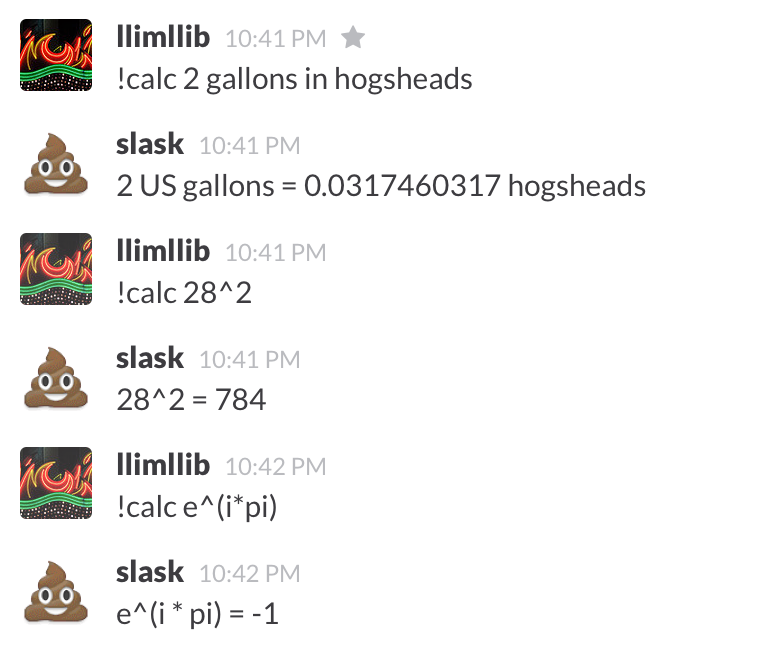 llimllib 10:41 PM
!calc 2 gallons in hogsheads
slask 10:41 PM
2 US gallons = 0.0317460317 hogsheads
llimllib 10:41 PM
!calc 28^2
slask 10:41 PM
28^2 = 784
llimllib 10:42 PM
!calc e^(i*pi)
slask 10:42 PM
e^(i * pi) = -1